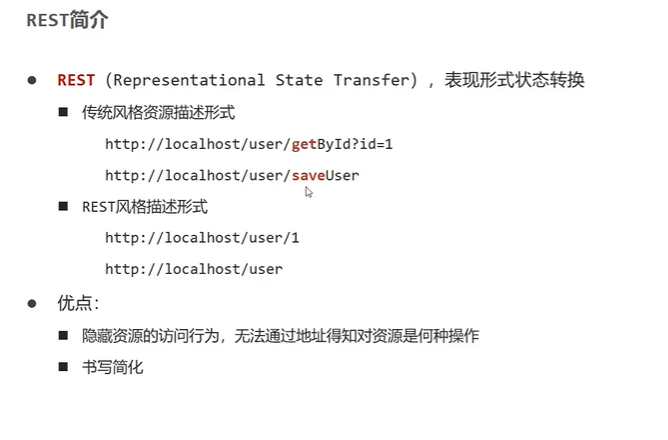 REST简介
● REST（Representational State Transfer），表现形式状态转换
■ 传统风格资源描述形式
http://localhost/user/getById?id=1
http://localhost/user/saveUser
■ REST风格描述形式
http://localhost/user/1
http://localhost/user
● 优点：
■ 隐藏资源的访问行为，无法通过地址得知对资源是何种操作
■ 书写简化